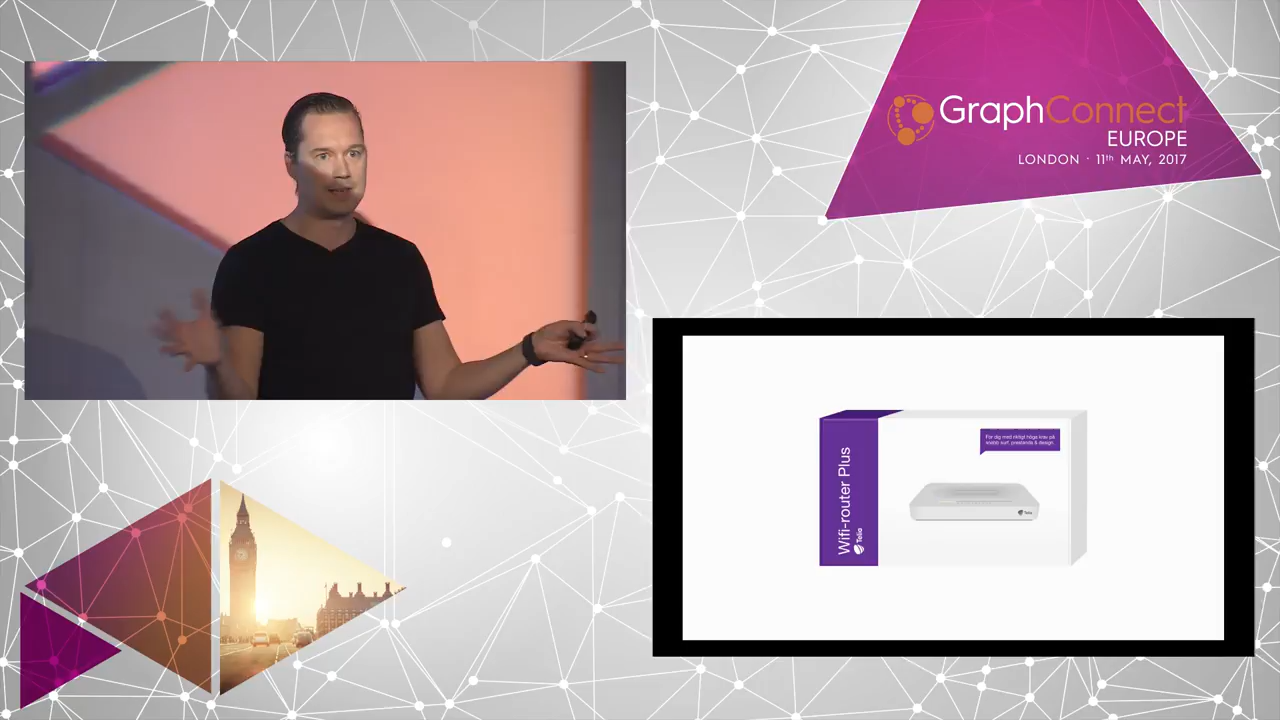 GraphConnect
EUROPE
LONDON · 11th MAY, 2017
För dig med riktigt höga krav på
snabb surf, prestanda & design.
Wifi-router Plus
Telia
Telia